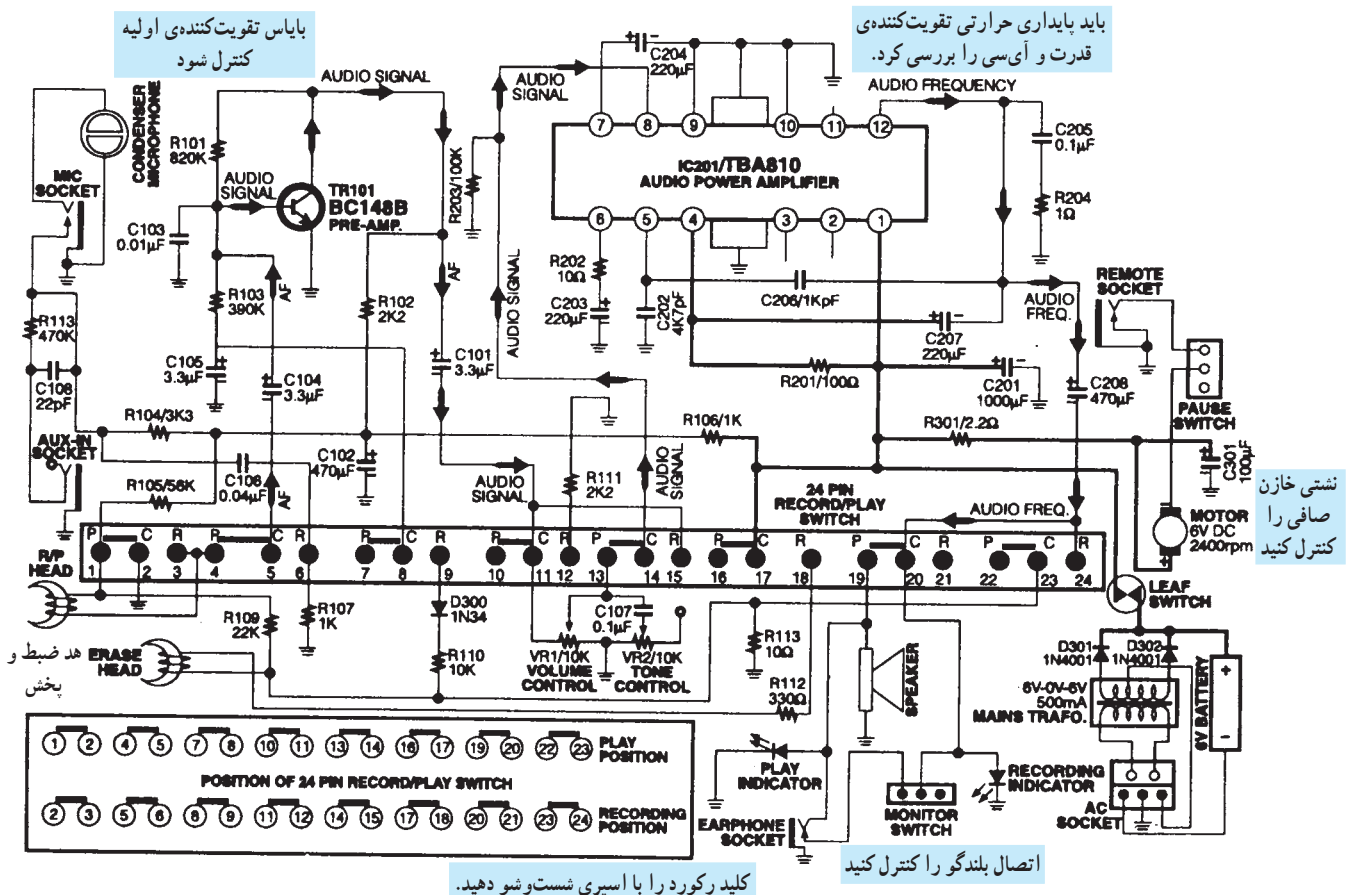 بایاس تقویت‌کننده‌ی اولیه
کنترل شود
باید پایداری حرارتی تقویت‌کننده‌ی
قدرت و آی‌سی را بررسی کرد.
CONDENSER
MICROPHONE
MIC
SOCKET
R101
820K
AUDIO SIGNAL
AUDIO
SIGNAL
TR101
BC148B
PRE-AMP.
C103
0.01µF
R103
390K
AF
R113
470K
C108
22pF
C105
3.3µF
C104
3.3µF
AF
R104/3K3
AUX-IN
SOCKET
R105/56K
C106
0.04µF
R102
2K2
AF
C101
3.3µF
C102
470µF
R203/100K
AUDIO SIGNAL
AUDIO
SIGNAL
C204
220µF
7 8 9 10 11 12
IC201/TBA810
AUDIO POWER AMPLIFIER
6 5 4 3 2 1
AUDIO FREQUENCY
C205
0.1µF
R204
1Ω
R202
10Ω
C203
220µF
C202
4K7pF
C206/1KpF
C207
220µF
R201/100Ω
C201
1000µF
AUDIO
FREQ.
C208
470µF
REMOTE
SOCKET
PAUSE
SWITCH
R301/2.2Ω
C301
100µF
نشتی خازن
صافی را
کنترل کنید
MOTOR
6V DC
2400rpm
R106/1K
R111
2K2
AUDIO
SIGNAL
AUDIO
SIGNAL
24 PIN
RECORD/PLAY
SWITCH
AUDIO FREQ.
P C R R C R R C R R C R P C R R C R P C R P C R
1 2 3 4 5 6 7 8 9 10 11 12 13 14 15 16 17 18 19 20 21 22 23 24
R/P
HEAD
R109
22K
R107
1K
D300
1N34
R110
10K
C107
0.1µF
VR1/10K
VOLUME
CONTROL
VR2/10K
TONE
CONTROL
R113
10Ω
R112
330Ω
SPEAKER
LEAF
SWITCH
D301
1N4001
D302
1N4001
6V-0V-6V
500mA
MAINS TRAFO.
6V BATTERY
AC
SOCKET
ERASE
HEAD
هد ضبط و
پخش
1 2 4 5 7 8 10 11 13 14 16 17 19 20 22 23 PLAY
POSITION
POSITION OF 24 PIN RECORD/PLAY SWITCH
2 3 5 6 8 9 11 12 14 15 17 18 20 21 23 24 RECORDING
POSITION
PLAY
INDICATOR
EARPHONE
SOCKET
MONITOR
SWITCH
RECORDING
INDICATOR
اتصال بلندگو را کنترل کنید
کلید رکورد را با اسپری شست‌وشو دهید.